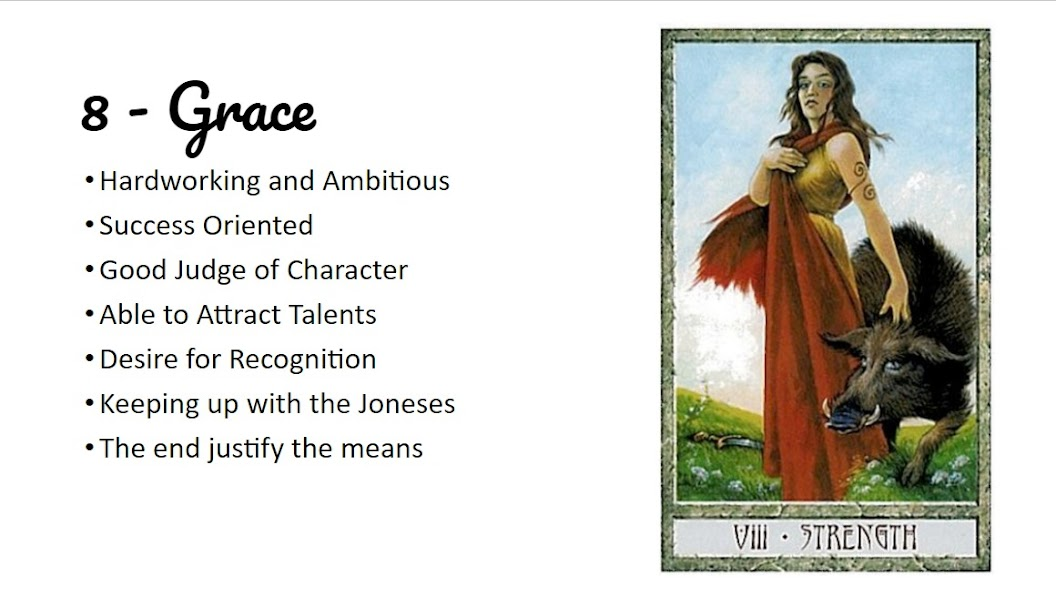 8 - Grace
• Hardworking and Ambitious
• Success Oriented
• Good Judge of Character
• Able to Attract Talents
• Desire for Recognition
• Keeping up with the Joneses
• The end justify the means
VIII · STRENGTH